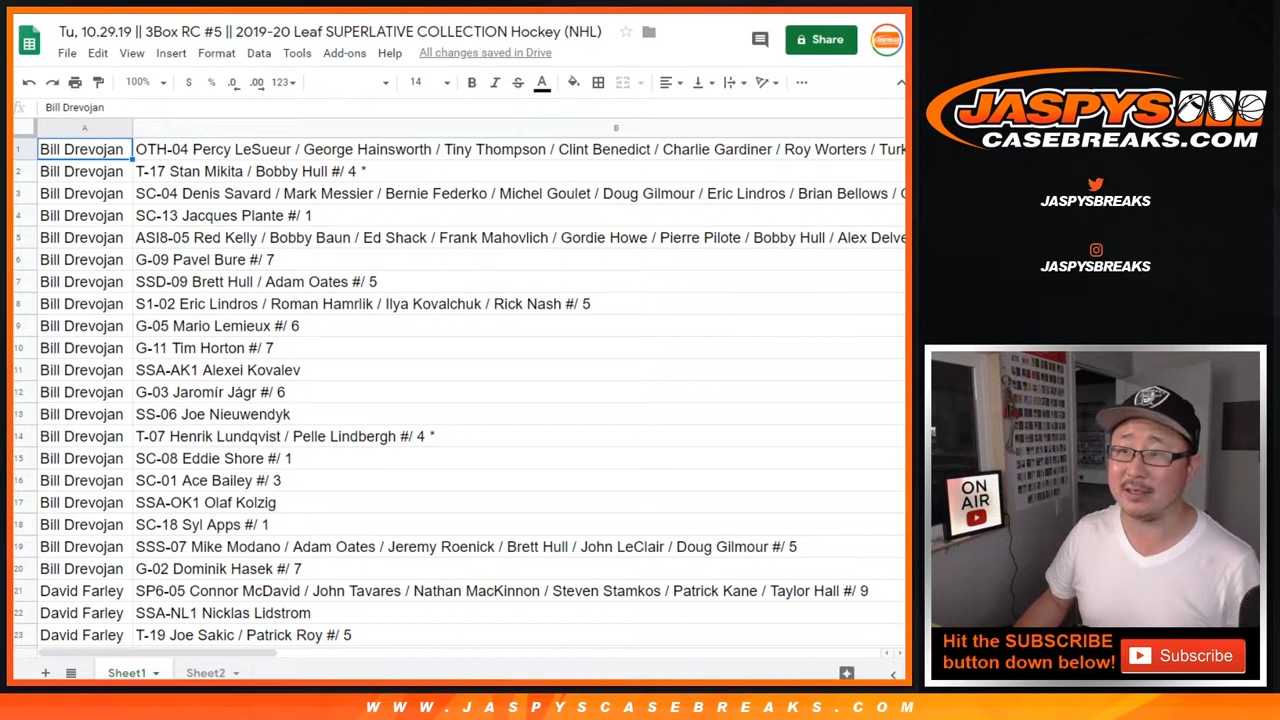 Tu, 10.29.19 || 3Box RC #5 || 2019-20 Leaf SUPERLATIVE COLLECTION Hockey (NHL)
File Edit View Insert Format Data Tools Add-ons Help All changes saved in Drive
Share
100% $ % .0 .00 123 14 B I S A
fx Bill Drevojan
A B
1 Bill Drevojan OTH-04 Percy LeSueur / George Hainsworth / Tiny Thompson / Clint Benedict / Charlie Gardiner / Roy Worters / Turk
2 Bill Drevojan T-17 Stan Mikita / Bobby Hull #/ 4 *
3 Bill Drevojan SC-04 Denis Savard / Mark Messier / Bernie Federko / Michel Goulet / Doug Gilmour / Eric Lindros / Brian Bellows /
4 Bill Drevojan SC-13 Jacques Plante #/ 1
5 Bill Drevojan ASI8-05 Red Kelly / Bobby Baun / Ed Shack / Frank Mahovlich / Gordie Howe / Pierre Pilote / Bobby Hull / Alex Delve
6 Bill Drevojan G-09 Pavel Bure #/ 7
7 Bill Drevojan SSD-09 Brett Hull / Adam Oates #/ 5
8 Bill Drevojan S1-02 Eric Lindros / Roman Hamrlik / Ilya Kovalchuk / Rick Nash #/ 5
9 Bill Drevojan G-05 Mario Lemieux #/ 6
10 Bill Drevojan G-11 Tim Horton #/ 7
11 Bill Drevojan SSA-AK1 Alexei Kovalev
12 Bill Drevojan G-03 Jaromír Jágr #/ 6
13 Bill Drevojan SS-06 Joe Nieuwendyk
14 Bill Drevojan T-07 Henrik Lundqvist / Pelle Lindbergh #/ 4 *
15 Bill Drevojan SC-08 Eddie Shore #/ 1
16 Bill Drevojan SC-01 Ace Bailey #/ 3
17 Bill Drevojan SSA-OK1 Olaf Kolzig
18 Bill Drevojan SC-18 Syl Apps #/ 1
19 Bill Drevojan SSS-07 Mike Modano / Adam Oates / Jeremy Roenick / Brett Hull / John LeClair / Doug Gilmour #/ 5
20 Bill Drevojan G-02 Dominik Hasek #/ 7
21 David Farley SP6-05 Connor McDavid / John Tavares / Nathan MacKinnon / Steven Stamkos / Patrick Kane / Taylor Hall #/ 9
22 David Farley SSA-NL1 Nicklas Lidstrom
23 David Farley T-19 Joe Sakic / Patrick Roy #/ 5
Sheet1 Sheet2
JASPYS
CASEBREAKS.COM
JASPYSBREAKS
JASPYSBREAKS
ON
AIR
Hit the SUBSCRIBE
button down below!
Subscribe
WWW.JASPYSCASEBREAKS.COM